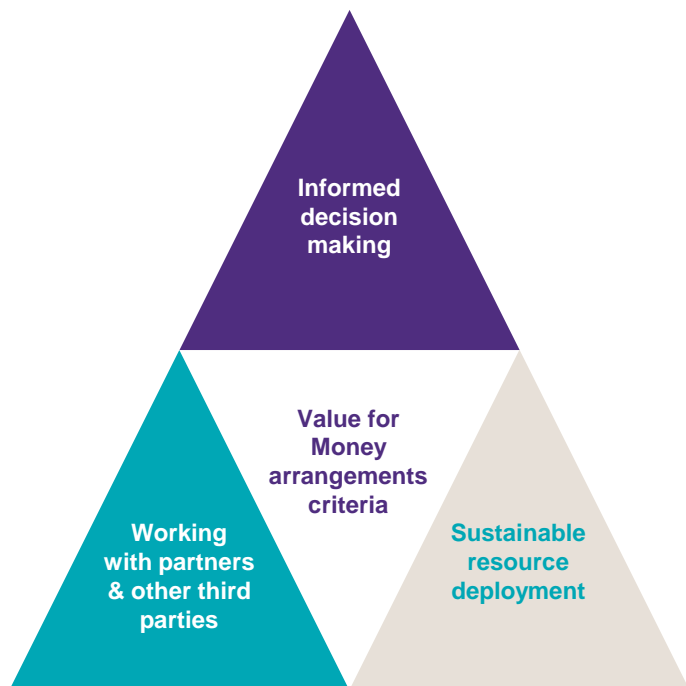 Informed
decision
making
Value for
Money
arrangements
criteria
Working
with partners
& other third
parties
Sustainable
resource
deployment